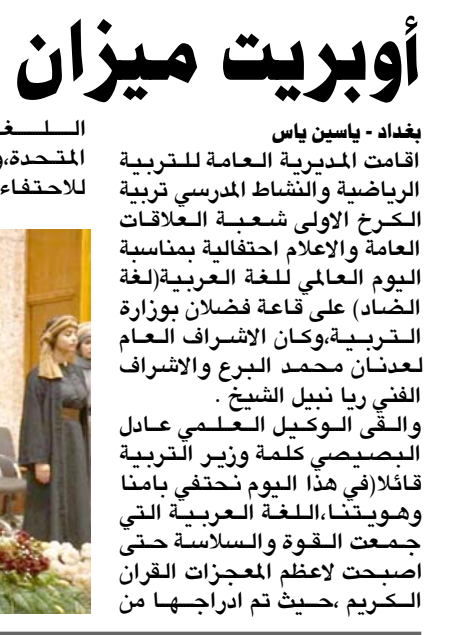 أوبريت ميزان
بغداد - ياسين ياس
اقامت المديرية العامة للتربية
الرياضية والنشاط المدرسي تربية
الكرخ الاولى شعبة العلاقات
العامة والاعلام احتفالية بمناسبة
اليوم العالمي للغة العربية(لغة
الضاد) على قاعة فضلان بوزارة
التربية،وكان الاشراف العام
لعدنان محمد البرع والاشراف
الفني ريا نبيل الشيخ .
والقى الوكيل العلمي عادل
البصيصي كلمة وزير التربية
قائلا(في هذا اليوم نحتفي بامنا
وهويتنا،اللغة العربية التي
جمعت القوة والسلاسة حتى
اصبحت لاعظم المعجزات القران
الكريم ،حيث تم ادراجها من
المتحدة،و
للاحتفاء